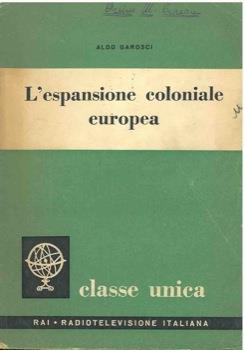 ALDO GAROSCI
L'espansione coloniale
europea
classe unica
RAI • RADIOTELEVISIONE ITALIANA